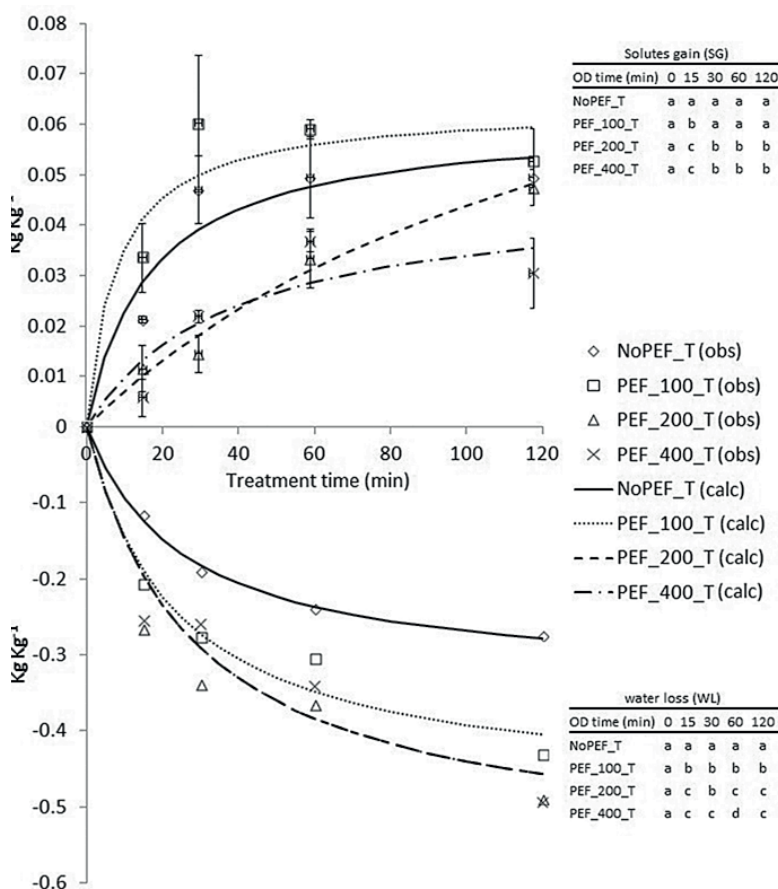 0.08
0.07
0.06
0.05
0.04
0.03
0.02
0.01
0
Kg Kg⁻¹
0 20 40 60 80 100 120
Treatment time (min)
-0.1
-0.2
-0.3
-0.4
-0.5
-0.6
Kg Kg⁻¹
Solutes gain (SG)
OD time (min) 0 15 30 60 120
NoPEF_T a a a a a
PEF_100_T a b a a a
PEF_200_T a c b b b
PEF_400_T a c b b b
NoPEF_T (obs)
PEF_100_T (obs)
PEF_200_T (obs)
PEF_400_T (obs)
NoPEF_T (calc)
PEF_100_T (calc)
PEF_200_T (calc)
PEF_400_T (calc)
water loss (WL)
OD time (min) 0 15 30 60 120
NoPEF_T a a a a a
PEF_100_T a b b b b
PEF_200_T a c b c c
PEF_400_T a c c d c